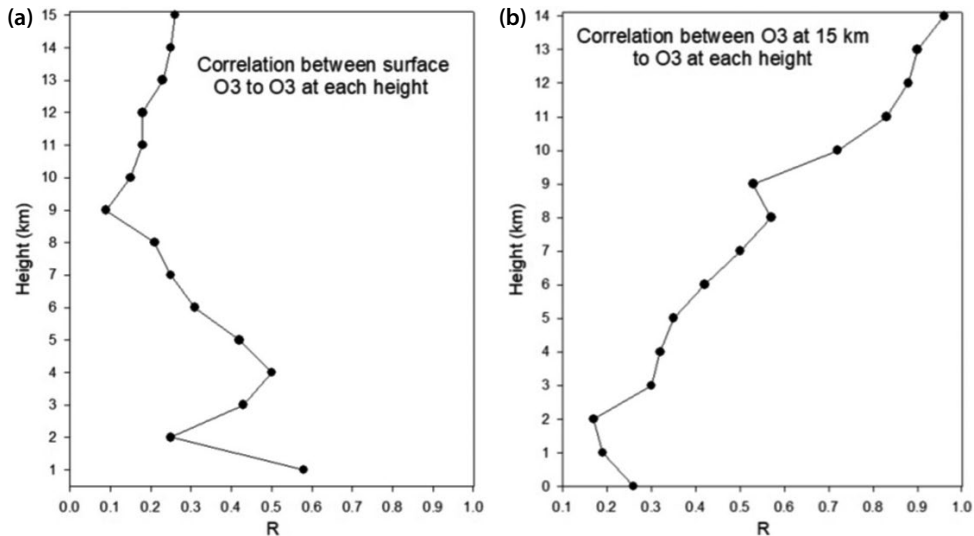 (a)
Correlation between surface
O3 to O3 at each height
Height (km)
15
14
13
12
11
10
9
8
7
6
5
4
3
2
1
0.0 0.1 0.2 0.3 0.4 0.5 0.6 0.7 0.8 0.9 1.0
R
(b)
Correlation between O3 at 15 km
to O3 at each height
Height (km)
14
13
12
11
10
9
8
7
6
5
4
3
2
1
0
0.1 0.2 0.3 0.4 0.5 0.6 0.7 0.8 0.9 1.0
R